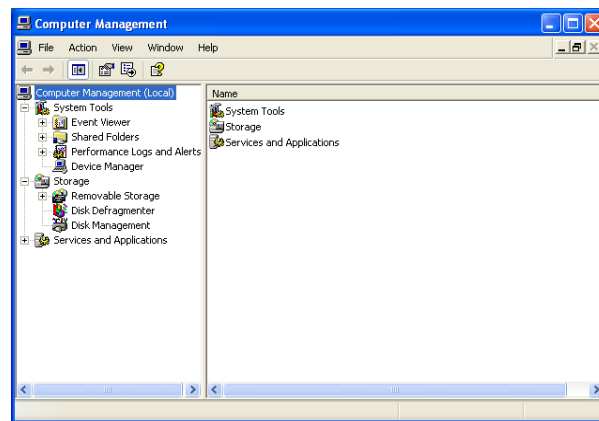 Computer Management
File Action View Window Help
Computer Management (Local)
System Tools
Event Viewer
Shared Folders
Performance Logs and Alerts
Device Manager
Storage
Removable Storage
Disk Defragmenter
Disk Management
Services and Applications
Name
System Tools
Storage
Services and Applications